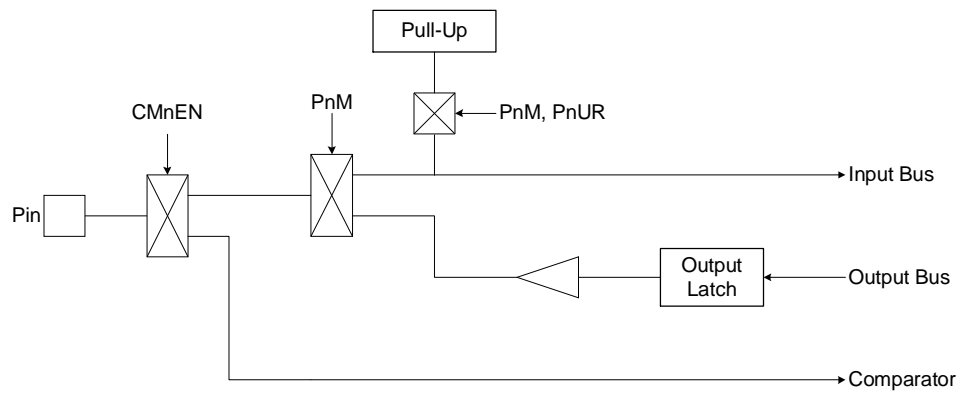 Pull-Up
CMnEN
PnM
PnM, PnUR
Input Bus
Pin
Output
Latch
Output Bus
Comparator